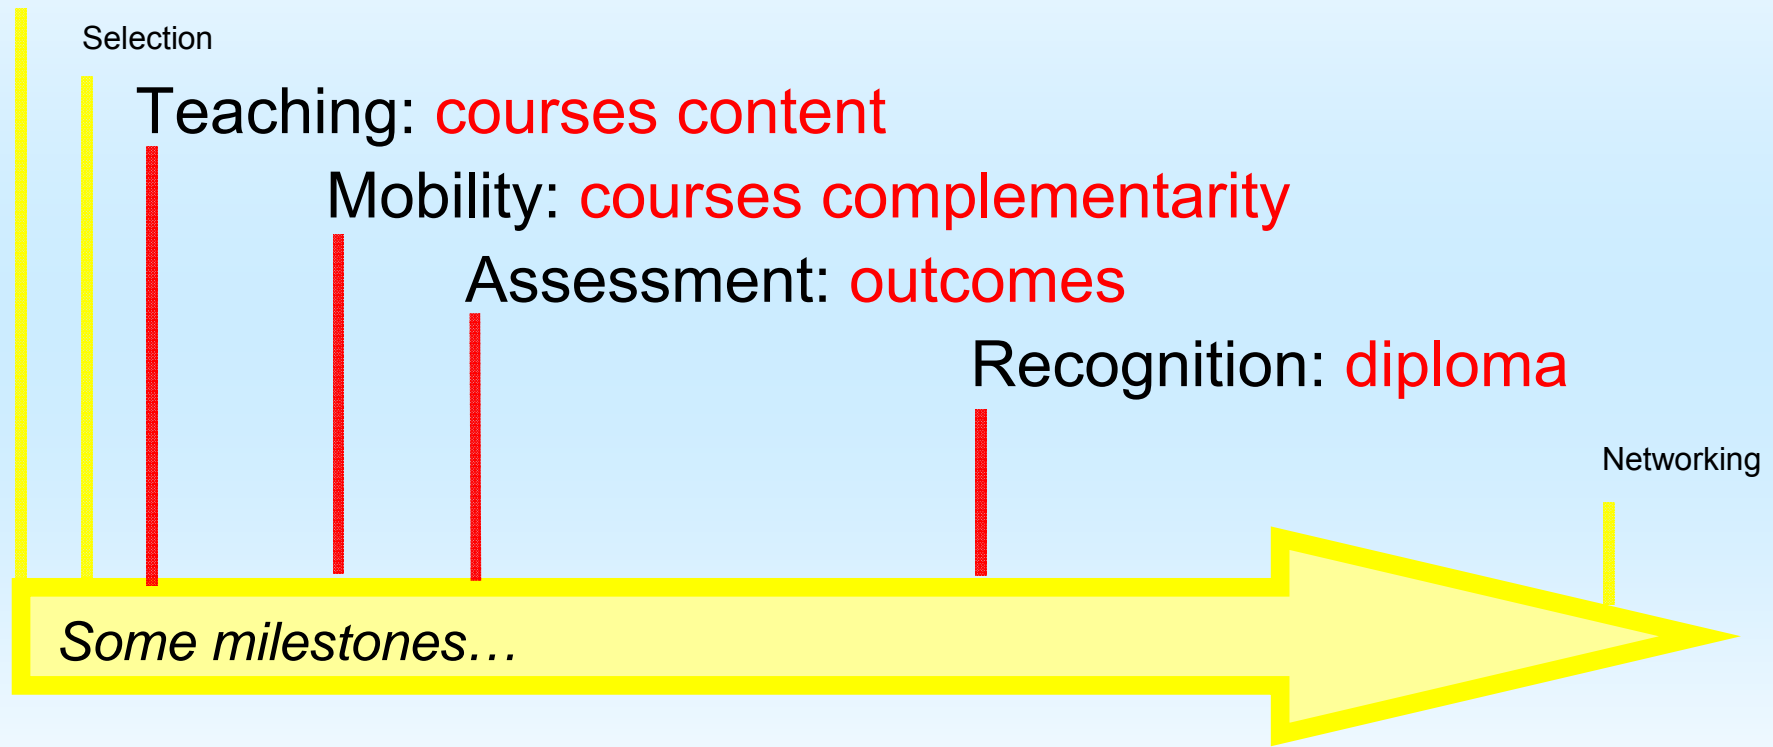 Selection
Teaching: courses content
Mobility: courses complementarity
Assessment: outcomes
Recognition: diploma
Networking
Some milestones…